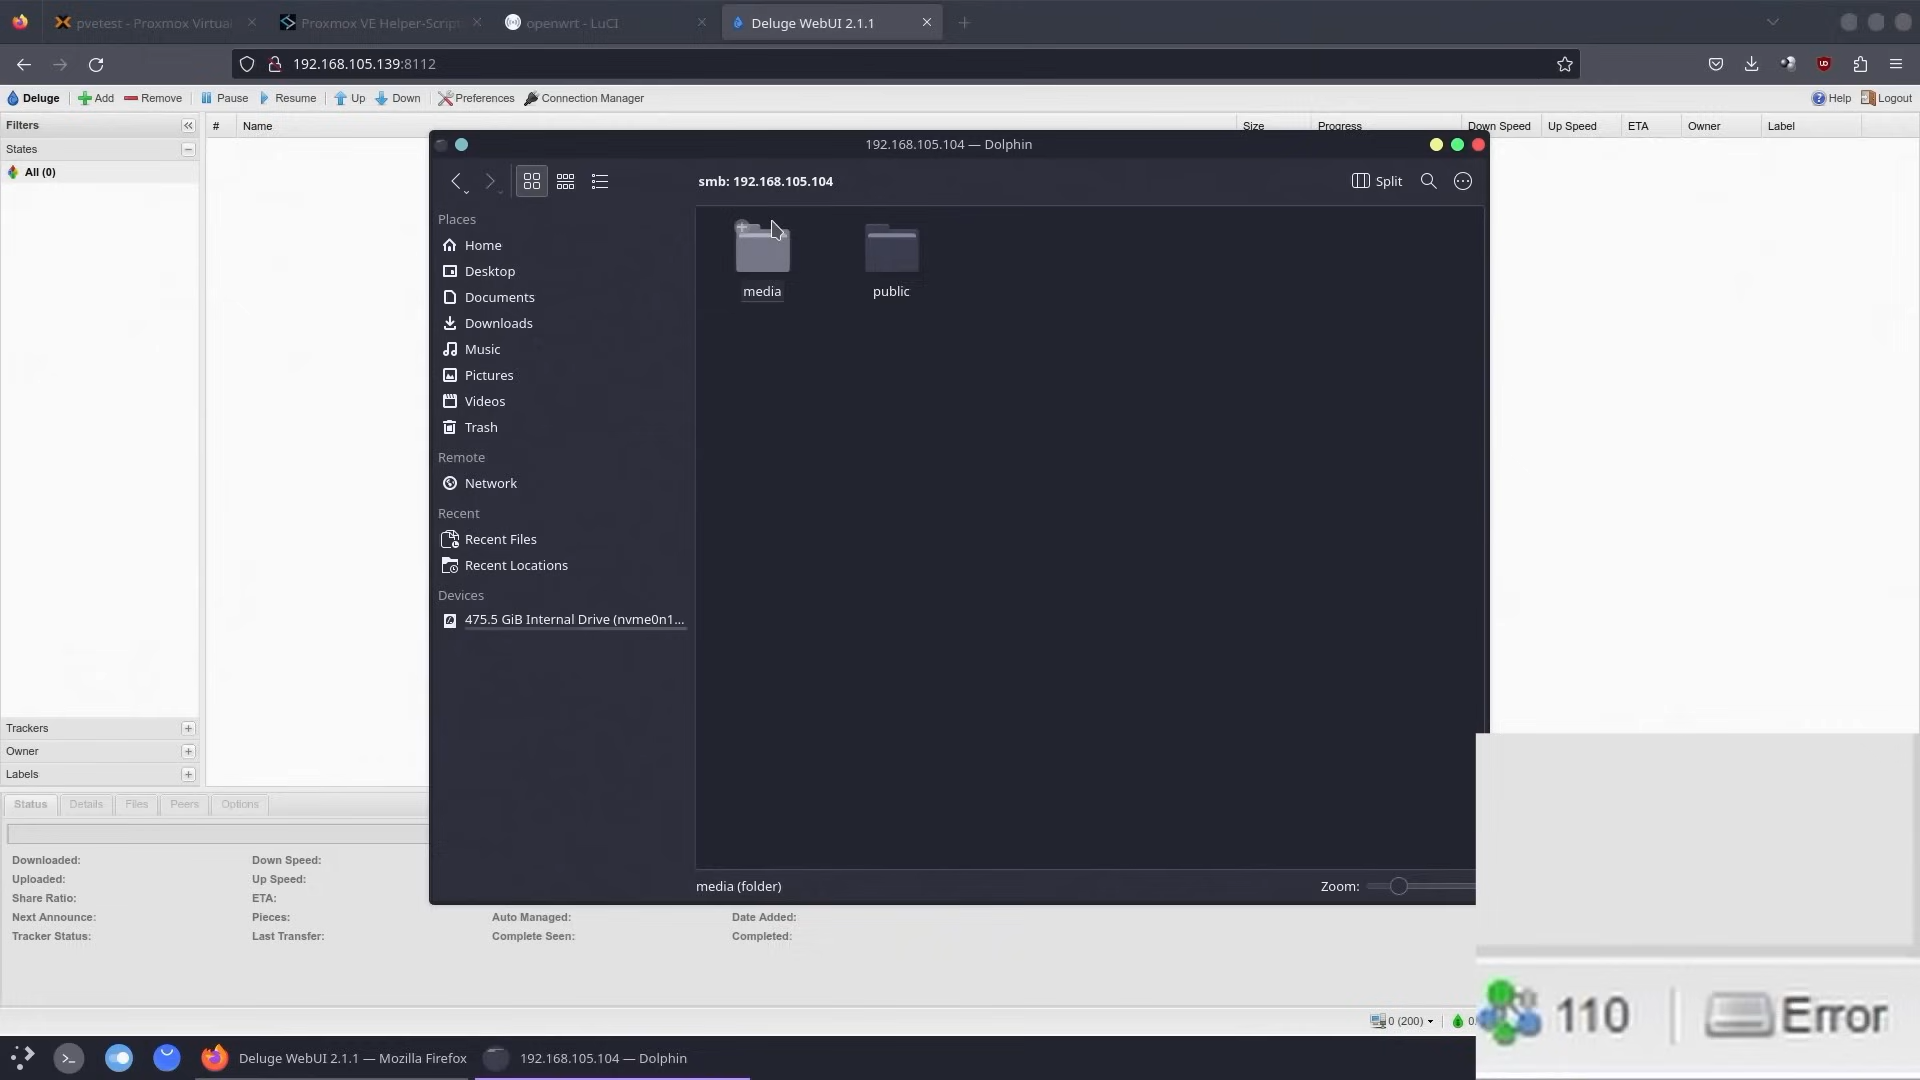 pvetest - Proxmox Virtual
Proxmox VE Helper-Script
openwrt - LuCI
Deluge WebUI 2.1.1
192.168.105.139:8112
Deluge
Add
Remove
Pause
Resume
Up
Down
Preferences
Connection Manager
Help
Logout
Filters
# Name Size Progress Down Speed Up Speed ETA Owner Label
States
All (0)
192.168.105.104 — Dolphin
smb: 192.168.105.104
Split
Places
Home
Desktop
Documents
Downloads
Music
Pictures
Videos
Trash
Remote
Network
Recent
Recent Files
Recent Locations
Devices
475.5 GiB Internal Drive (nvme0n1...
media
public
media (folder)
Zoom:
Trackers
Owner
Labels
Status Details Files Peers Options
Downloaded: Down Speed:
Uploaded: Up Speed:
Share Ratio: ETA:
Next Announce: Pieces: Auto Managed: Date Added:
Tracker Status: Last Transfer: Complete Seen: Completed:
0 (200)
110
Error
Deluge WebUI 2.1.1 — Mozilla Firefox
192.168.105.104 — Dolphin